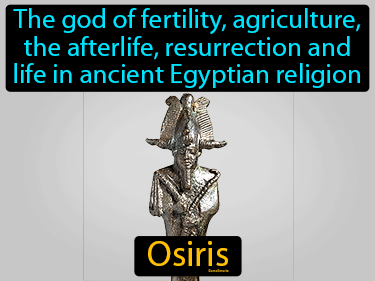 The god of fertility, agriculture,
the afterlife, resurrection and
life in ancient Egyptian religion
Osiris